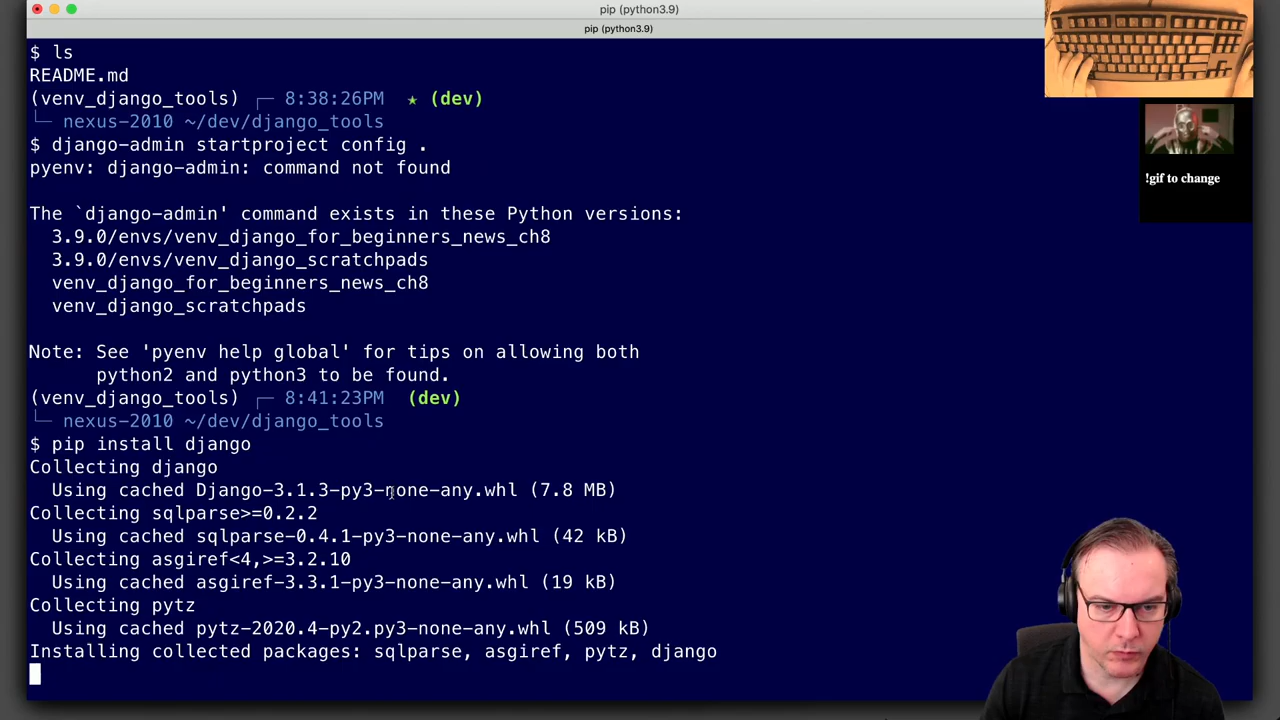 pip (python3.9)
pip (python3.9)
$ ls
README.md
(venv_django_tools) ┌─ 8:38:26PM ★ (dev)
└─ nexus-2010 ~/dev/django_tools
$ django-admin startproject config .
pyenv: django-admin: command not found
The `django-admin' command exists in these Python versions:
3.9.0/envs/venv_django_for_beginners_news_ch8
3.9.0/envs/venv_django_scratchpads
venv_django_for_beginners_news_ch8
venv_django_scratchpads
Note: See 'pyenv help global' for tips on allowing both
python2 and python3 to be found.
(venv_django_tools) ┌─ 8:41:23PM (dev)
└─ nexus-2010 ~/dev/django_tools
$ pip install django
Collecting django
Using cached Django-3.1.3-py3-none-any.whl (7.8 MB)
Collecting sqlparse>=0.2.2
Using cached sqlparse-0.4.1-py3-none-any.whl (42 kB)
Collecting asgiref<4,>=3.2.10
Using cached asgiref-3.3.1-py3-none-any.whl (19 kB)
Collecting pytz
Using cached pytz-2020.4-py2.py3-none-any.whl (509 kB)
Installing collected packages: sqlparse, asgiref, pytz, django
!gif to change